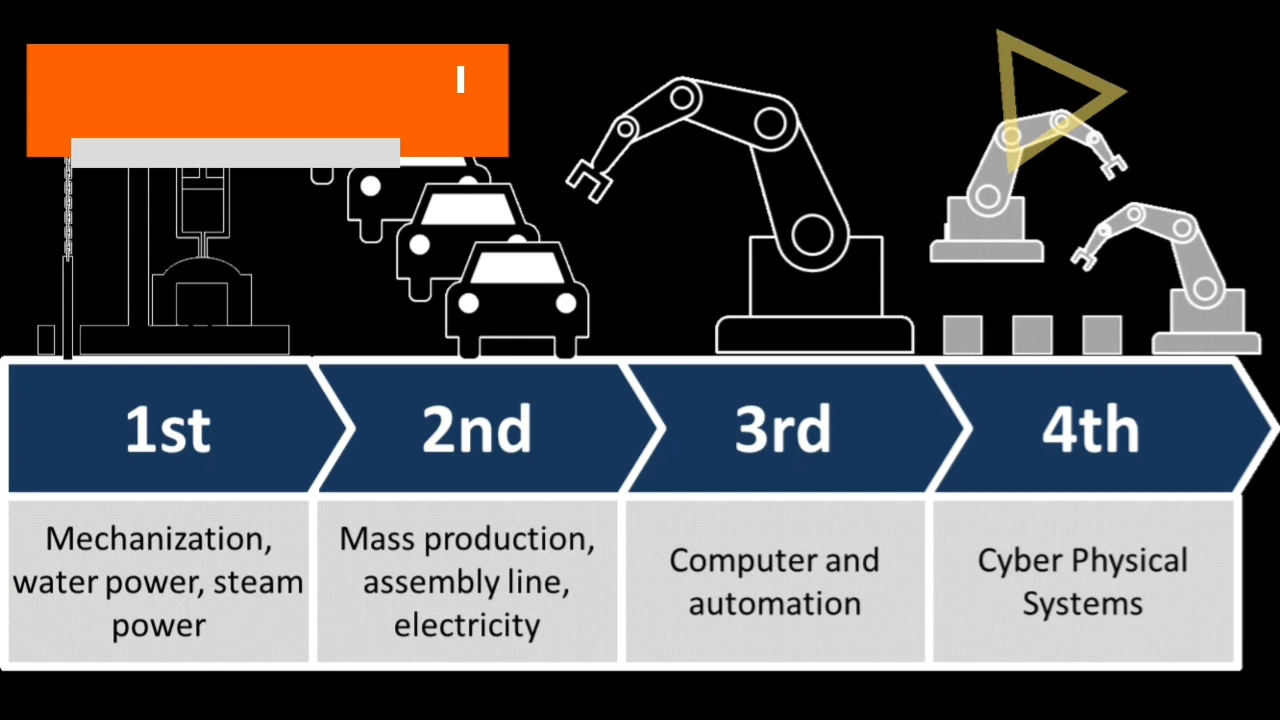 1st
2nd
3rd
4th
Mechanization,
water power, steam
power
Mass production,
assembly line,
electricity
Computer and
automation
Cyber Physical
Systems